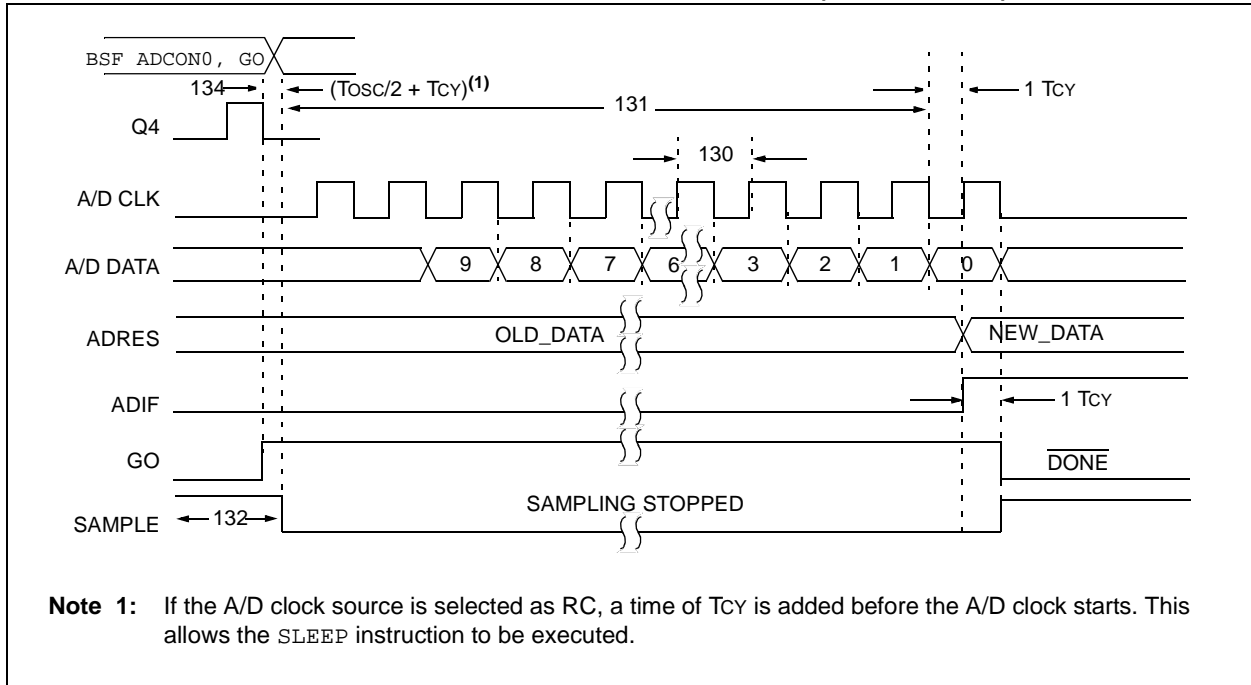 BSF ADCON0, GO
134 (TOSC/2 + TCY)(1) 131 1 TCY
Q4
130
A/D CLK
A/D DATA 9 8 7 6 3 2 1 0
ADRES OLD_DATA NEW_DATA
ADIF 1 TCY
GO DONE
SAMPLE 132 SAMPLING STOPPED
Note 1: If the A/D clock source is selected as RC, a time of TCY is added before the A/D clock starts. This
allows the SLEEP instruction to be executed.